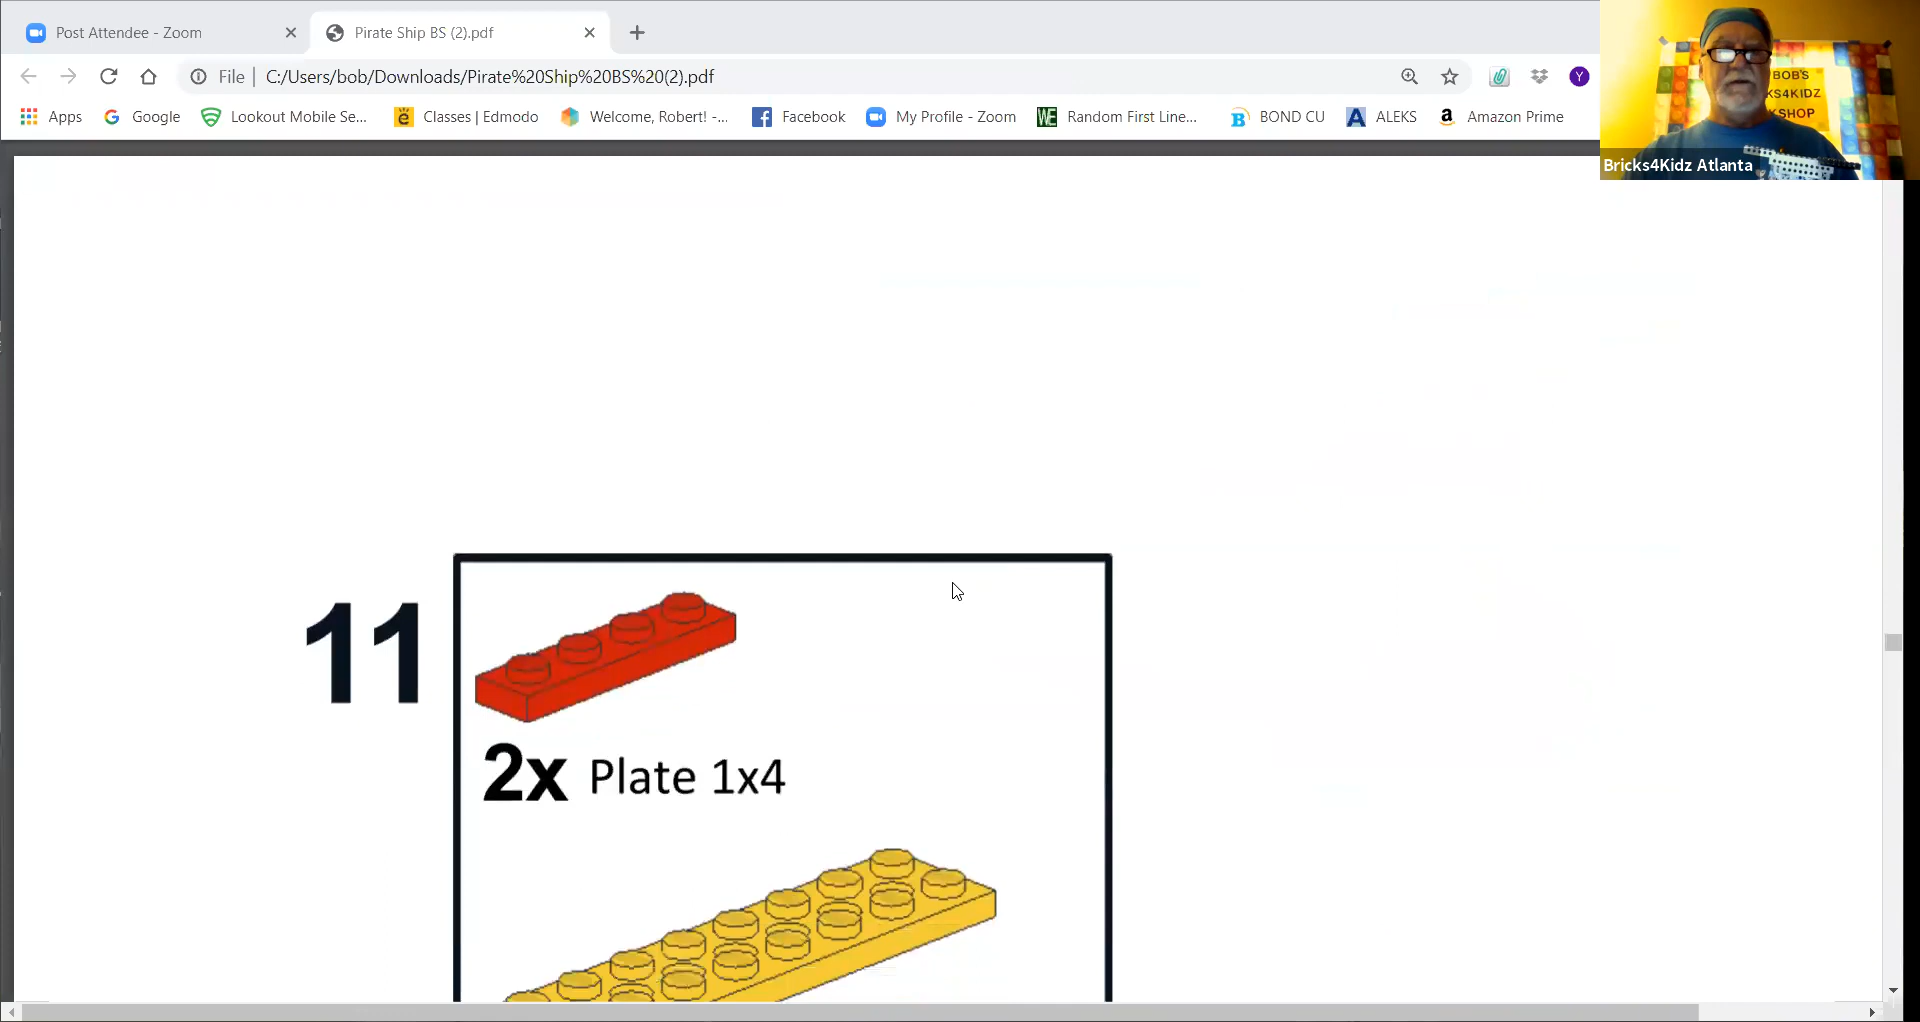 Post Attendee - Zoom
Pirate Ship BS (2).pdf
File | C:/Users/bob/Downloads/Pirate%20Ship%20BS%20(2).pdf
Y
Apps
Google
Lookout Mobile Se...
Classes | Edmodo
Welcome, Robert! -...
Facebook
My Profile - Zoom
WE Random First Line...
BOND CU
ALEKS
Amazon Prime
BOB'S
KS4KIDZ
KSHOP
Bricks4Kidz Atlanta
11
2x Plate 1x4